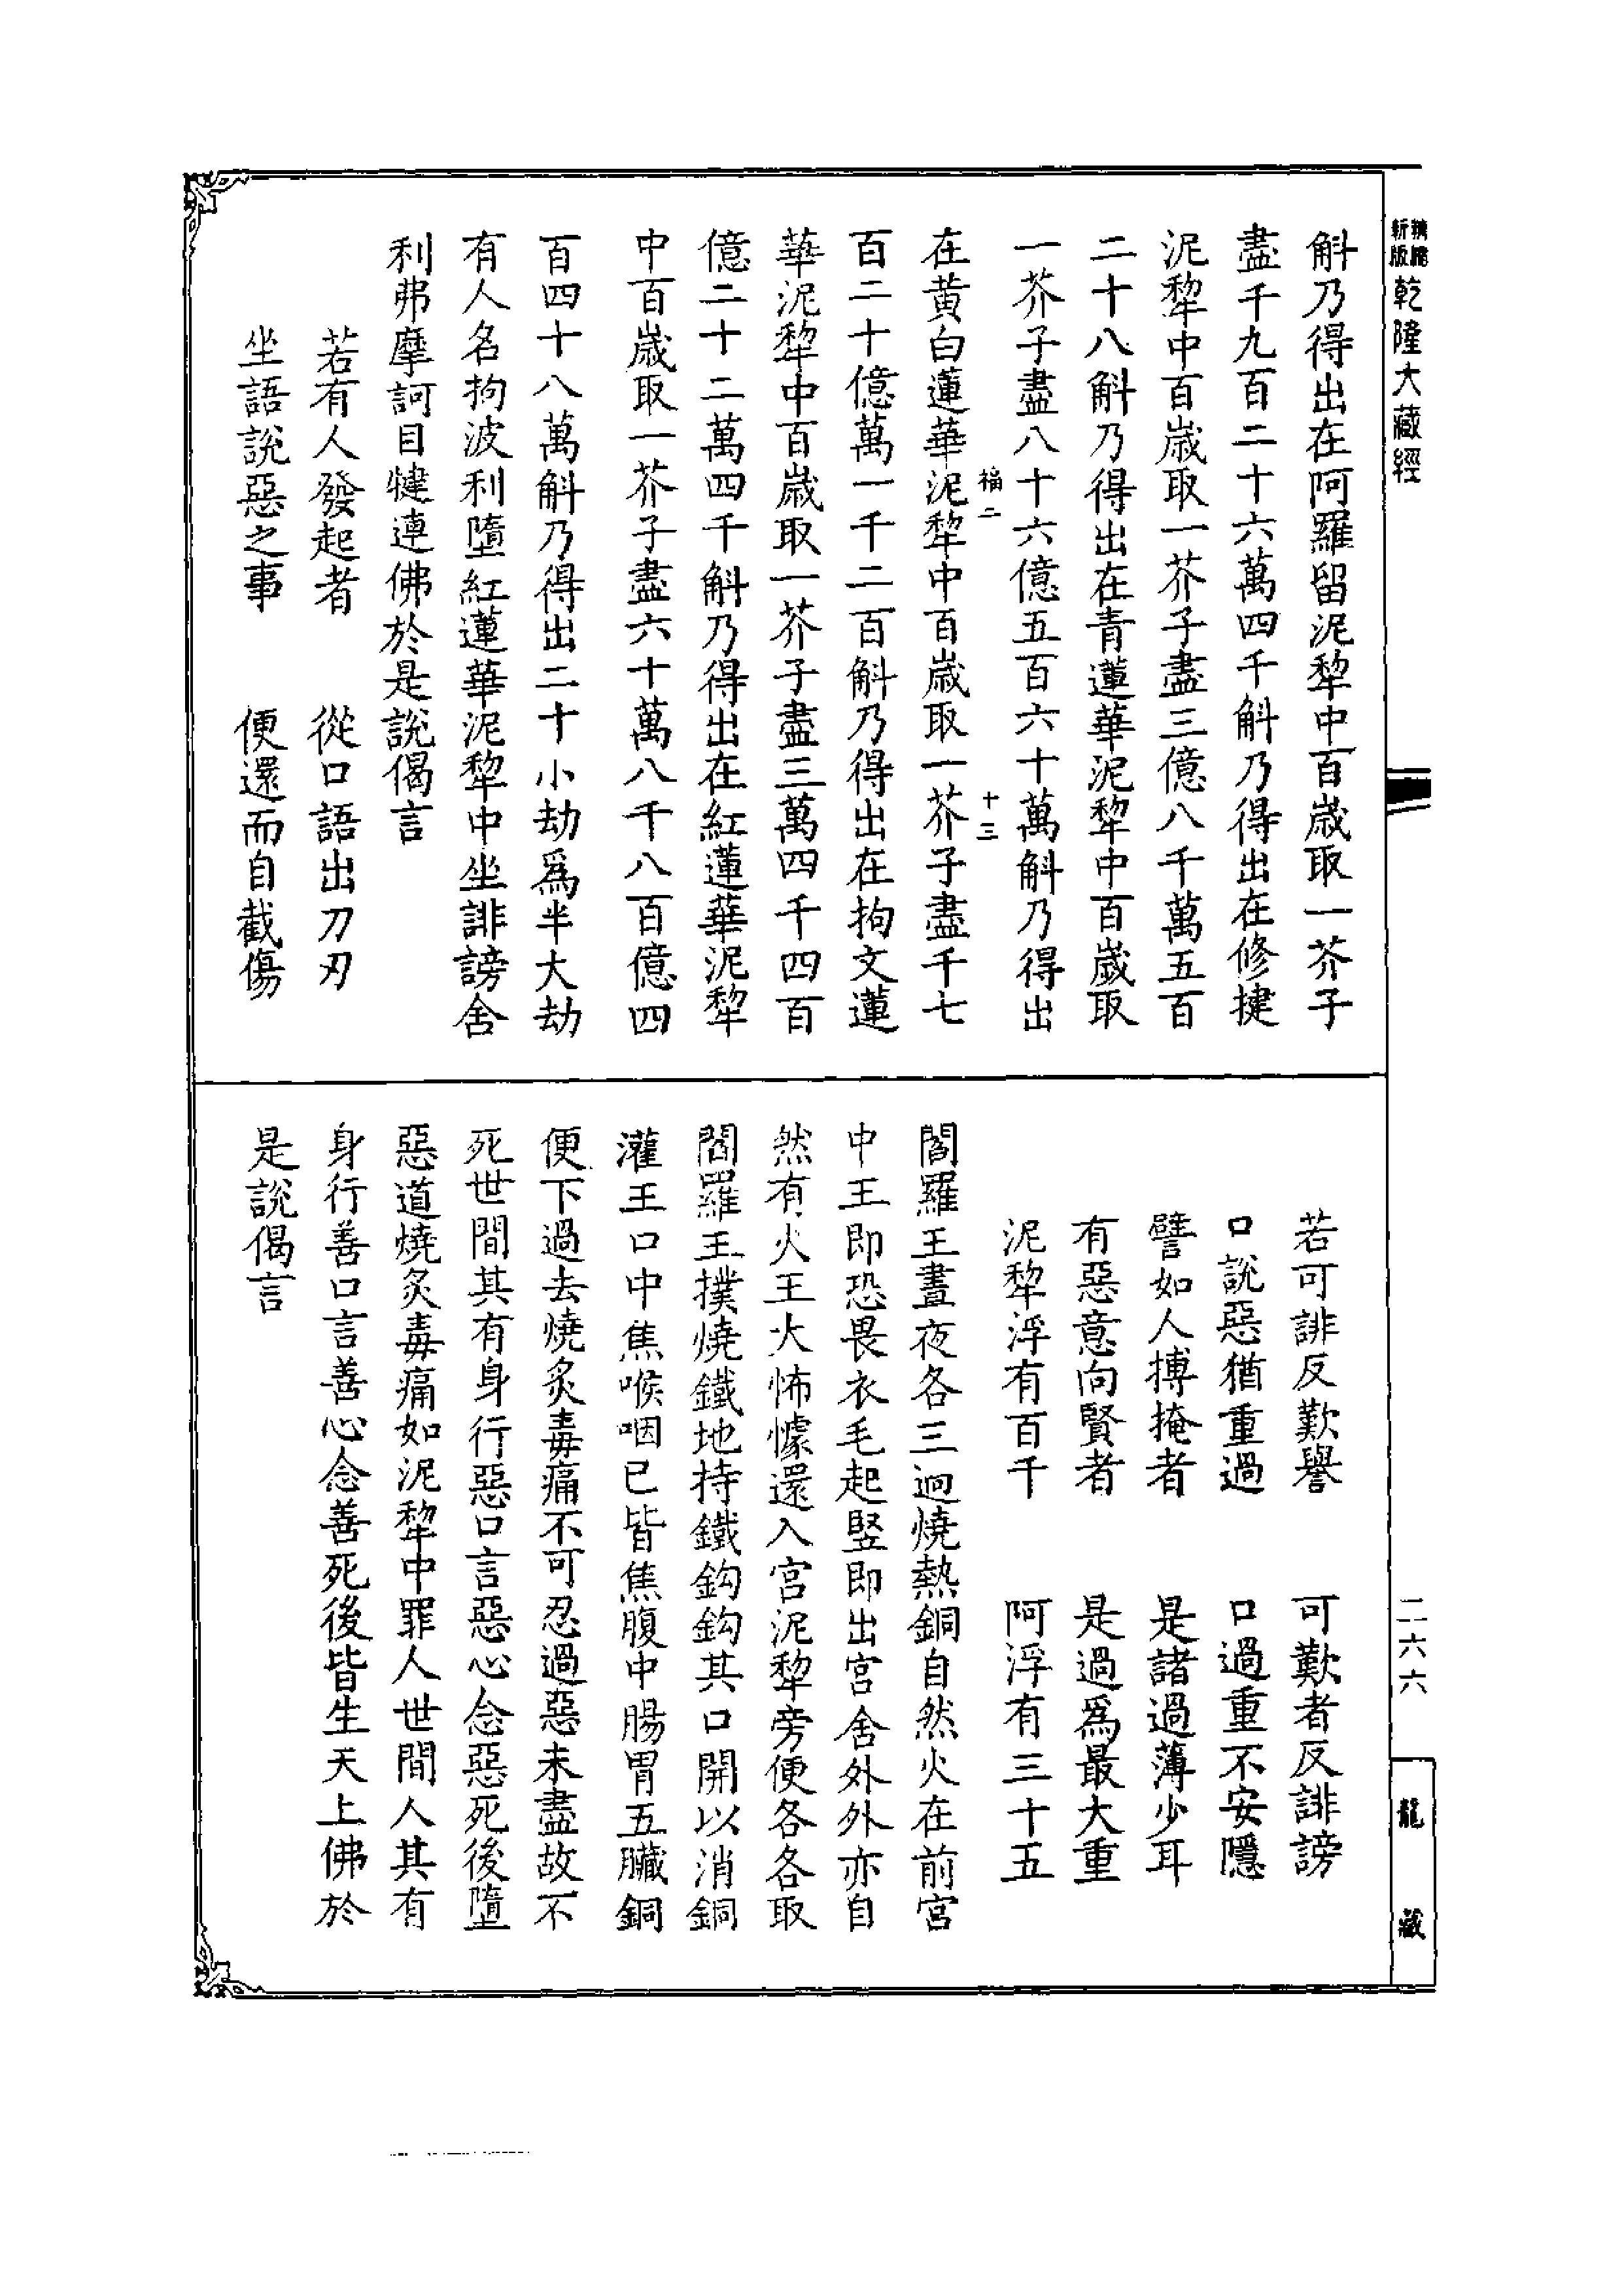 新版
乾隆大藏經
斛乃得出在阿羅留泥犂中百歲取一芥子
盡千九百二十六萬四千斛乃得出在修揵
泥犂中百歲取一芥子盡三億八千萬五百
二十八斛乃得出在青蓮華泥犂中百歲取
一芥子盡八十六億五百六十萬斛乃得出
福二
十三
在黃白蓮華泥犂中百歲取一芥子盡千七
百二十億萬一千二百斛乃得出在拘文蓮
華泥犂中百歲取一芥子盡三萬四千四百
億二十二萬四千斛乃得出在紅蓮華泥犂
中百歲取一芥子盡六十萬八千八百億四
百四十八萬斛乃得出二十小劫爲半大劫
有人名拘波利墮紅蓮華泥犂中坐誹謗舍
利弗摩訶目犍連佛於是說偈言
若有人發起者　從口語出刀刃
坐語說惡之事　便還而自截傷
若可誹反歎譽　可歎者反誹謗
口說惡猶重過　口過重不安隱
譬如人搏掩者　是諸過薄少耳
有惡意向賢者　是過爲最大重
泥犂浮有百千　阿浮有三十五
閻羅王晝夜各三迴燒熱銅自然火在前宮
中王即恐畏衣毛起竪即出宮舍外外亦自
然有火王大怖懅還入宮泥犂旁便各各取
閻羅王撲燒鐵地持鐵鈎鈎其口開以消銅
灌王口中焦喉咽已皆焦腹中腸胃五臟銅
便下過去燒炙毒痛不可忍過惡未盡故不
死世間其有身行惡口言惡心念惡死後墮
惡道燒炙毒痛如泥犂中罪人世間人其有
身行善口言善心念善死後皆生天上佛於
是說偈言
二六六
龍藏